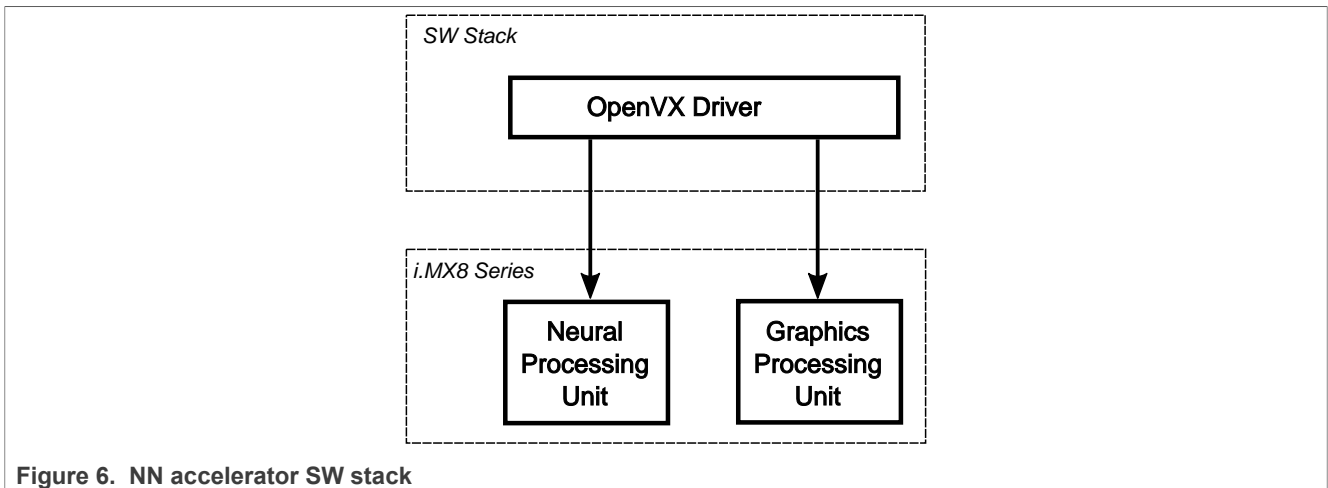 SW Stack
OpenVX Driver
i.MX8 Series
Neural
Processing
Unit
Graphics
Processing
Unit
Figure 6. NN accelerator SW stack